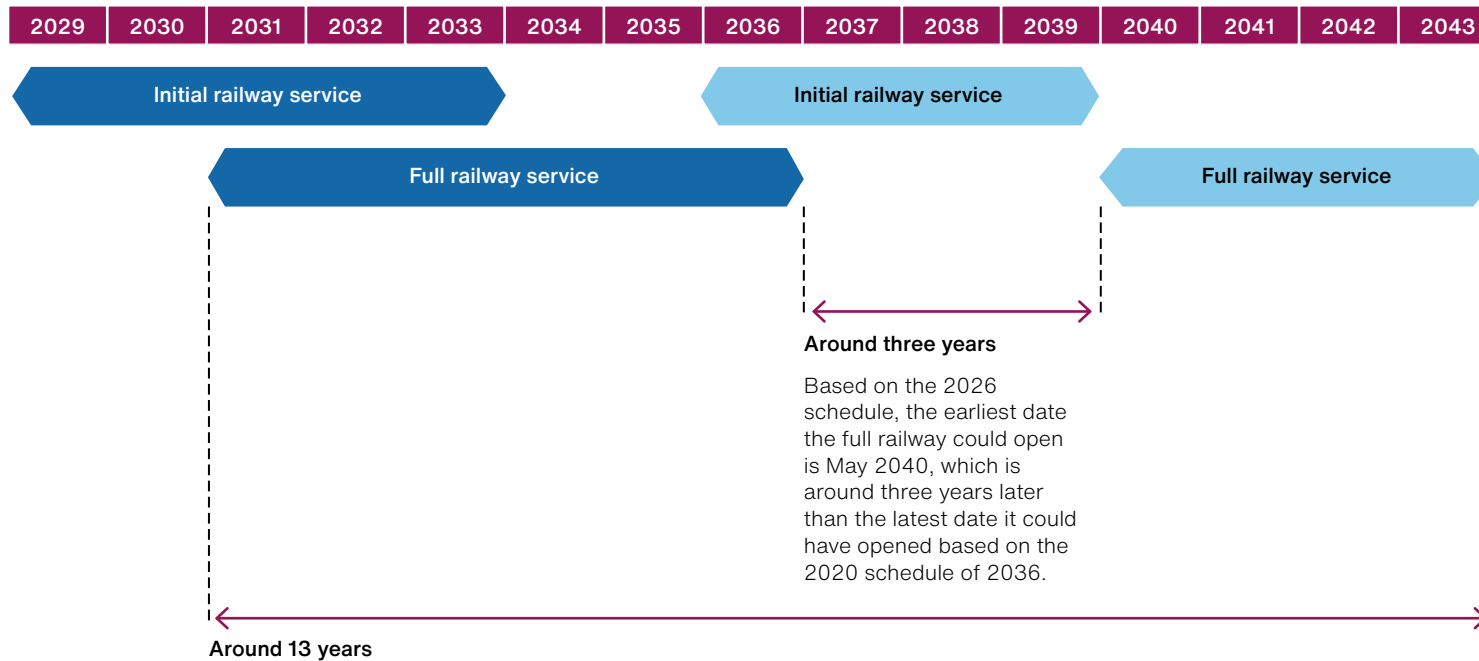 2029 2030 2031 2032 2033 2034 2035 2036 2037 2038 2039 2040 2041 2042 2043
Initial railway service Initial railway service
Full railway service Full railway service
Around three years
Based on the 2026
schedule, the earliest date
the full railway could open
is May 2040, which is
around three years later
than the latest date it could
have opened based on the
2020 schedule of 2036.
Around 13 years